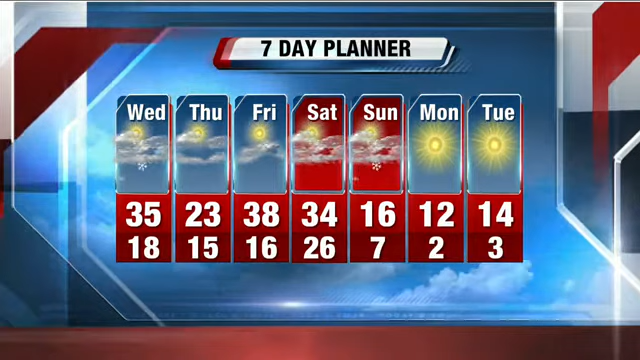 7 DAY PLANNER
Wed Thu Fri Sat Sun Mon Tue
35 23 38 34 16 12 14
18 15 16 26 7 2 3